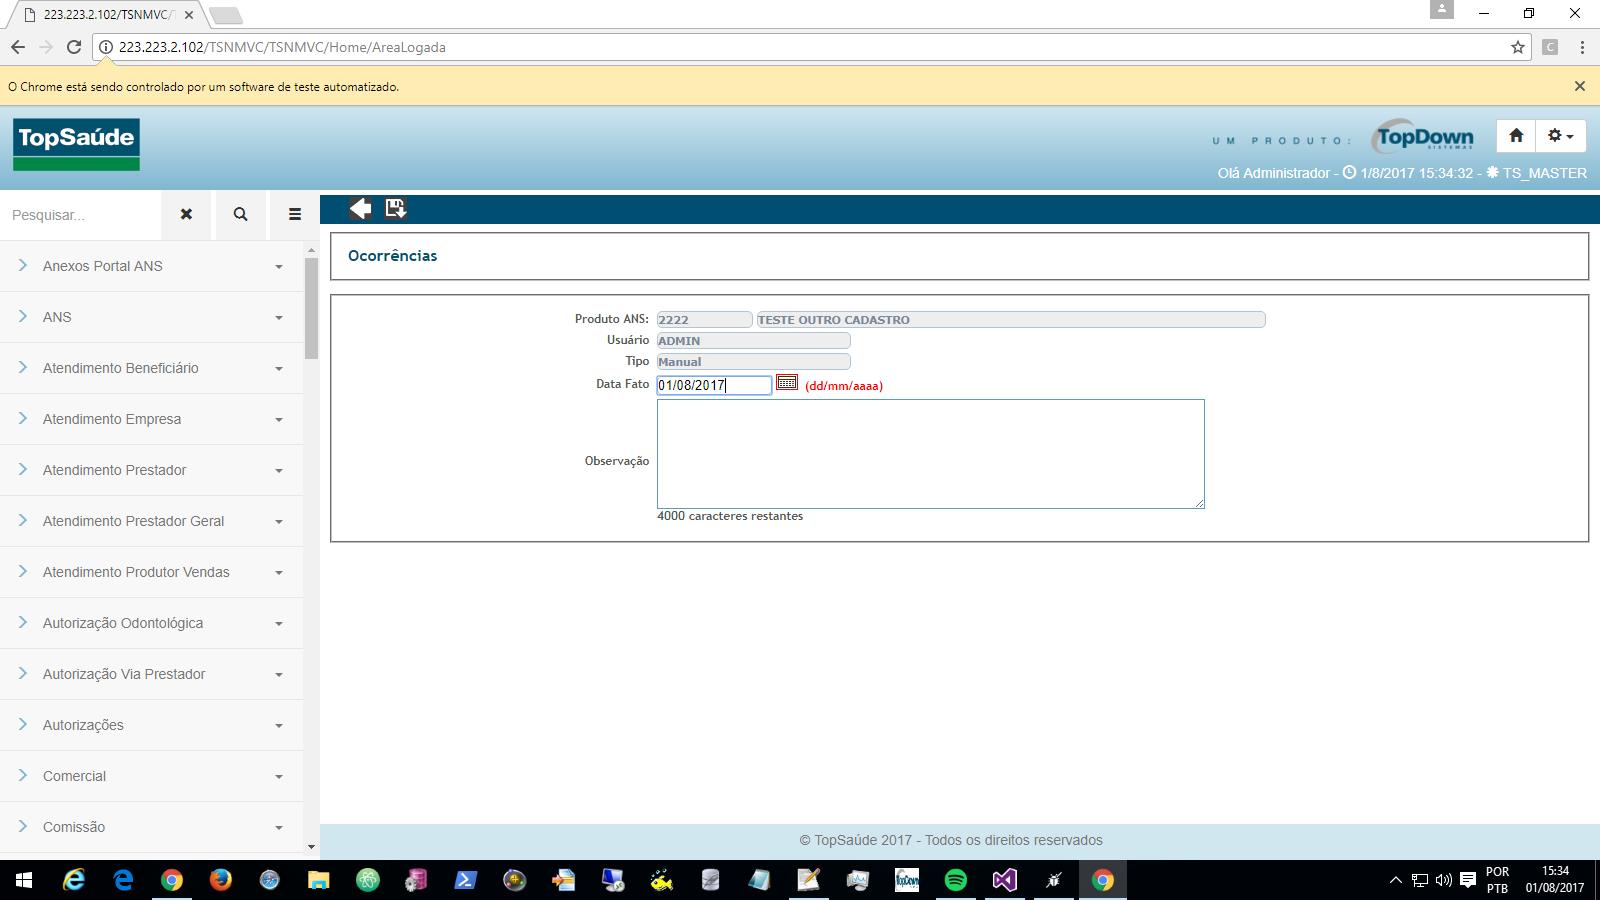 223.223.2.102/TSNMVC/T
223.223.2.102/TSNMVC/TSNMVC/Home/AreaLogada
C
O Chrome está sendo controlado por um software de teste automatizado.
TopSaúde
UM PRODUTO:
TopDown
SISTEMAS
Olá Administrador - 1/8/2017 15:34:32 - TS_MASTER
Pesquisar...
Anexos Portal ANS
ANS
Atendimento Beneficiário
Atendimento Empresa
Atendimento Prestador
Atendimento Prestador Geral
Atendimento Produtor Vendas
Autorização Odontológica
Autorização Via Prestador
Autorizações
Comercial
Comissão
Ocorrências
Produto ANS: 2222 TESTE OUTRO CADASTRO
Usuário ADMIN
Tipo Manual
Data Fato 01/08/2017 (dd/mm/aaaa)
Observação
4000 caracteres restantes
© TopSaúde 2017 - Todos os direitos reservados
TopDown
POR
PTB
15:34
01/08/2017